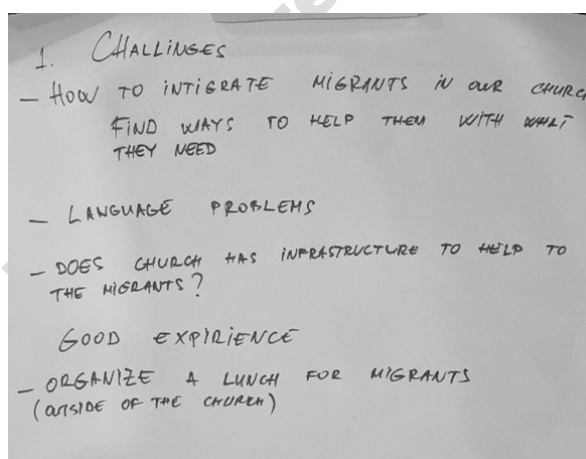 1. CHALLINGES
– HOW TO INTIGRATE MIGRANTS IN OUR CHURC
FIND WAYS TO HELP THEM WITH WHAT
THEY NEED
– LANGUAGE PROBLEMS
– DOES CHURCH HAS INFRASTRUCTURE TO HELP TO
THE MIGRANTS?
GOOD EXPIRIENCE
– ORGANIZE A LUNCH FOR MIGRANTS
(OUTSIDE OF THE CHURCH)